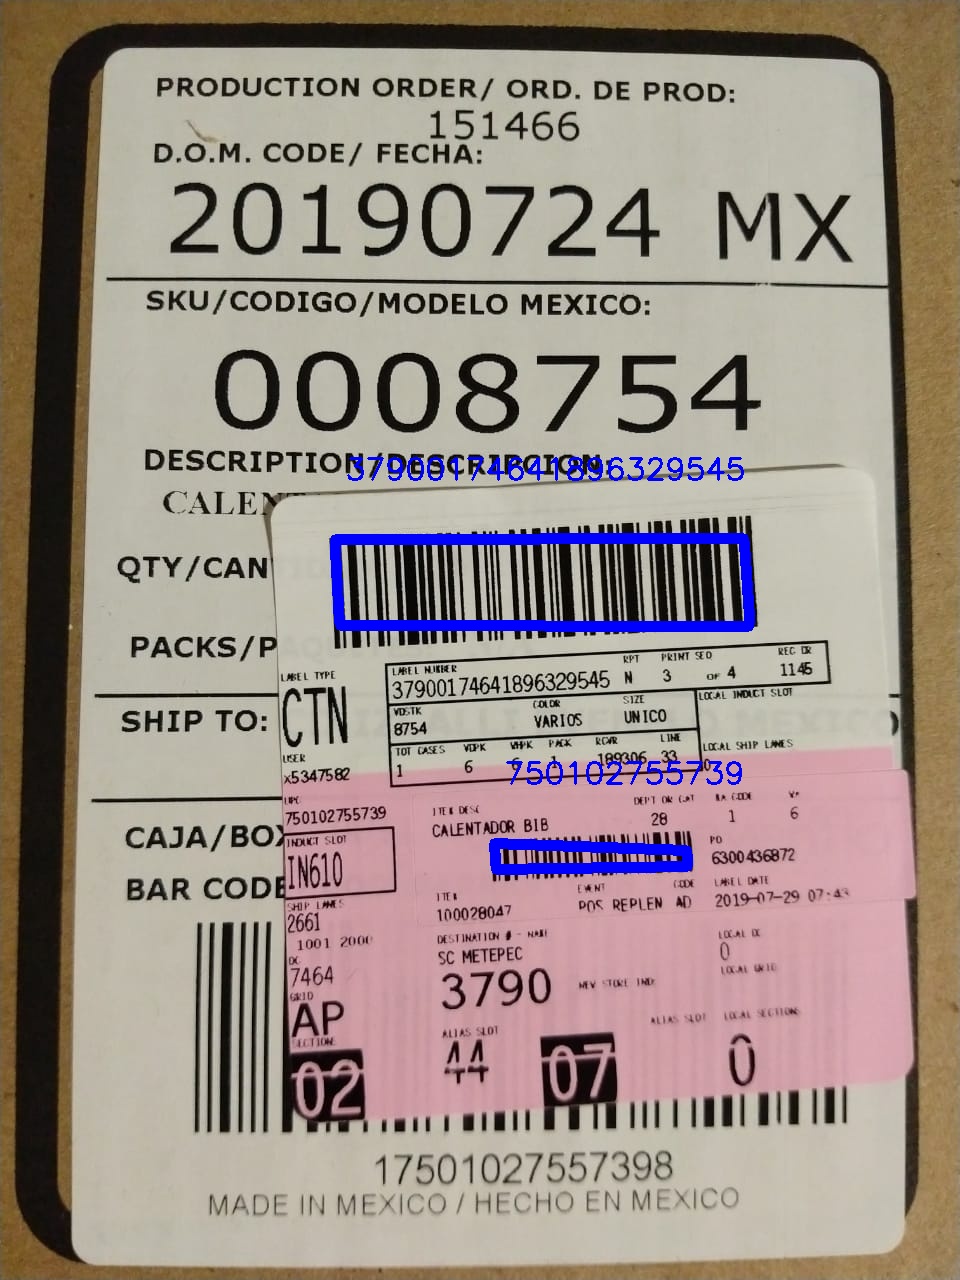 PRODUCTION ORDER/ ORD. DE PROD:
151466
D.O.M. CODE/ FECHA:
20190724 MX
SKU/CODIGO/MODELO MEXICO:
0008754
DESCRIPTION/DESCRIPCION:
37900174641896329545
CALENT
QTY/CAN
PACKS/P
SHIP TO:
LABEL TYPE
CTN
LABEL NUMBER
37900174641896329545
RPT
N
PRINT SEQ
3 OF 4
REC DR
1145
VDSTK
8754
COLOR
VARIOS
SIZE
UNICO
LOCAL INDUCT SLOT
USER
x5347582
TOT CASES
1
VDPK
6
WHPK
6
PACK
1
RCVR
189306
LINE
33
LOCAL SHIP LANES
0
750102755739
UPC
750102755739
ITEM DESC
CALENTADOR BIB
DEPT OR CAT
28
MA CODE
1
6
CAJA/BOX
BAR CODE
INDUCT SLOT
IN610
PO
6300436872
SHIP LANES
2661
1001 2000
ITEM
100028047
EVENT
POS REPLEN
CODE
AD
LABEL DATE
2019-07-29 07:43
DC
7464
DESTINATION # - NAME
SC METEPEC
3790
NEW STORE IND:
LOCAL DC
0
LOCAL GRID
GRID
AP
SECTION:
02
ALIAS SLOT
44
07
ALIAS SLOT
LOCAL SECTION:
0
17501027557398
MADE IN MEXICO / HECHO EN MEXICO